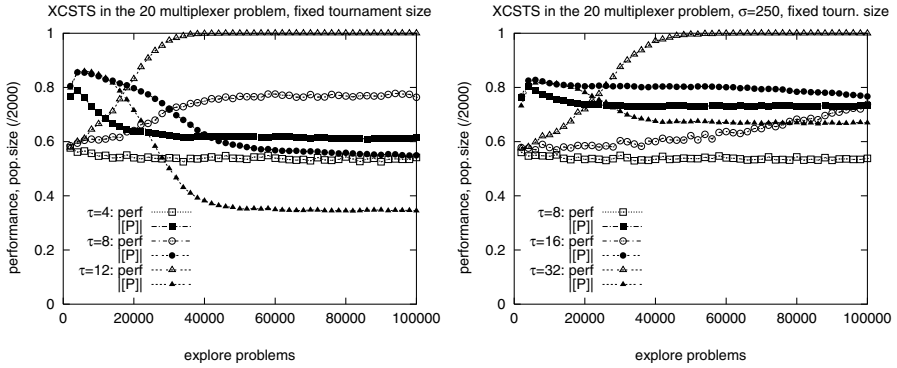 XCSTS in the 20 multiplexer problem, fixed tournament size
performance, pop.size (/2000)
1
0.8
0.6
0.4
0.2
0
τ=4: perf
|[P]|
τ=8: perf
|[P]|
τ=12: perf
|[P]|
0 20000 40000 60000 80000 100000
explore problems
XCSTS in the 20 multiplexer problem, σ=250, fixed tourn. size
performance, pop. size (/2000)
1
0.8
0.6
0.4
0.2
0
τ=8: perf
|[P]|
τ=16: perf
|[P]|
τ=32: perf
|[P]|
0 20000 40000 60000 80000 100000
explore problems